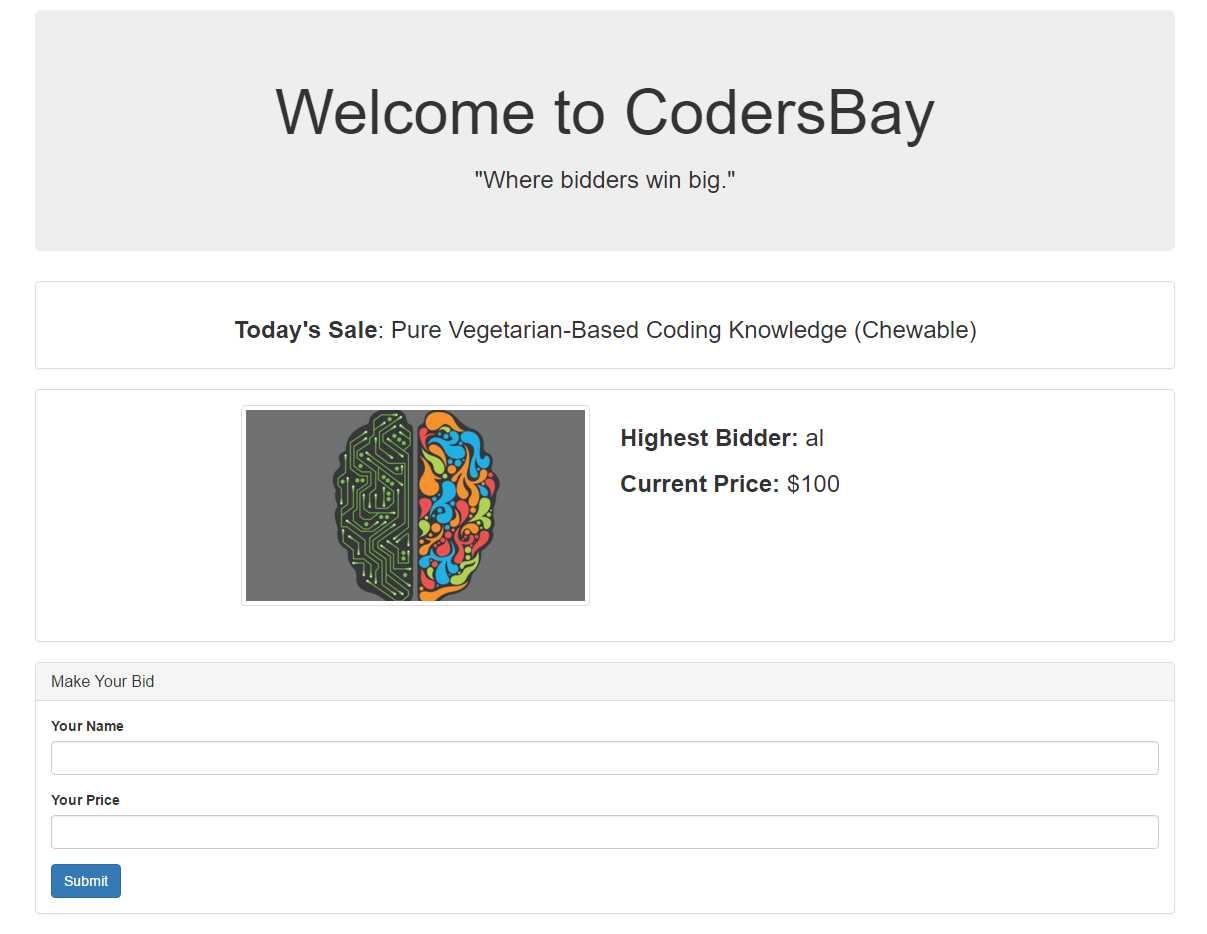 Welcome to CodersBay
"Where bidders win big."
Today's Sale: Pure Vegetarian-Based Coding Knowledge (Chewable)
Highest Bidder: al
Current Price: $100
Make Your Bid
Your Name
Your Price
Submit